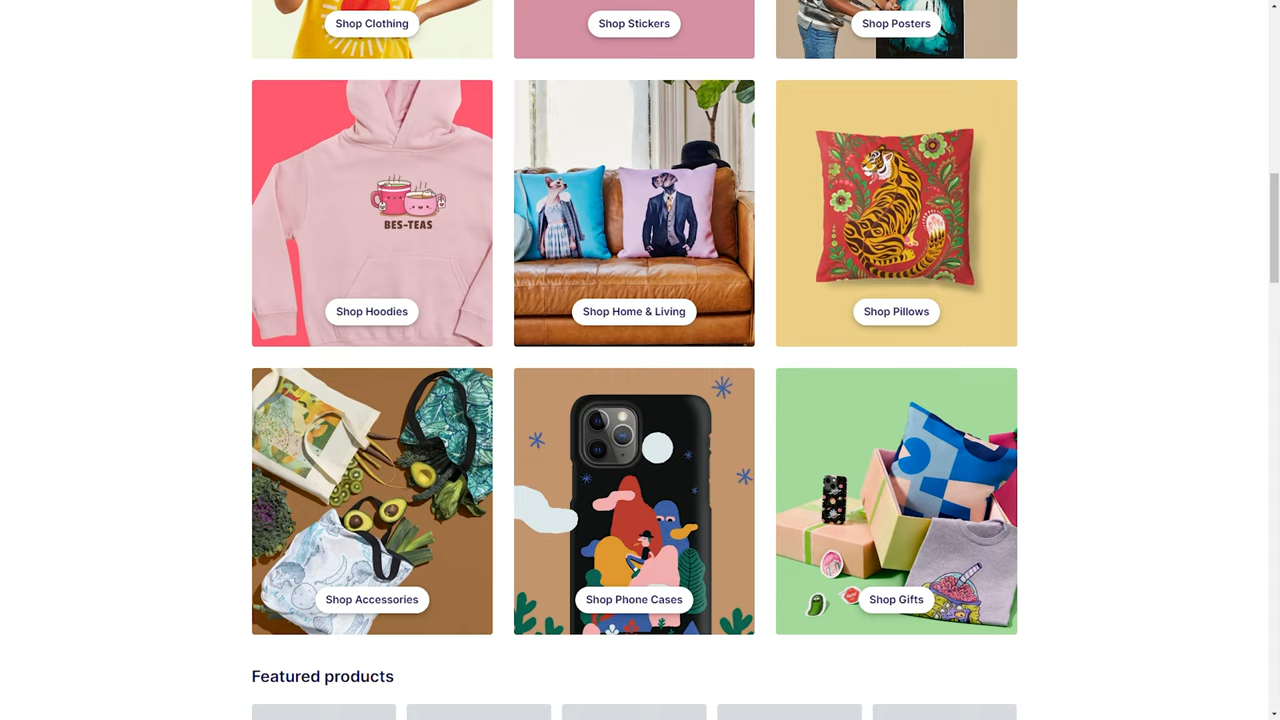 Shop Clothing
Shop Stickers
Shop Posters
BES-TEAS
Shop Hoodies
Shop Home & Living
Shop Pillows
Shop Accessories
Shop Phone Cases
Shop Gifts
Featured products